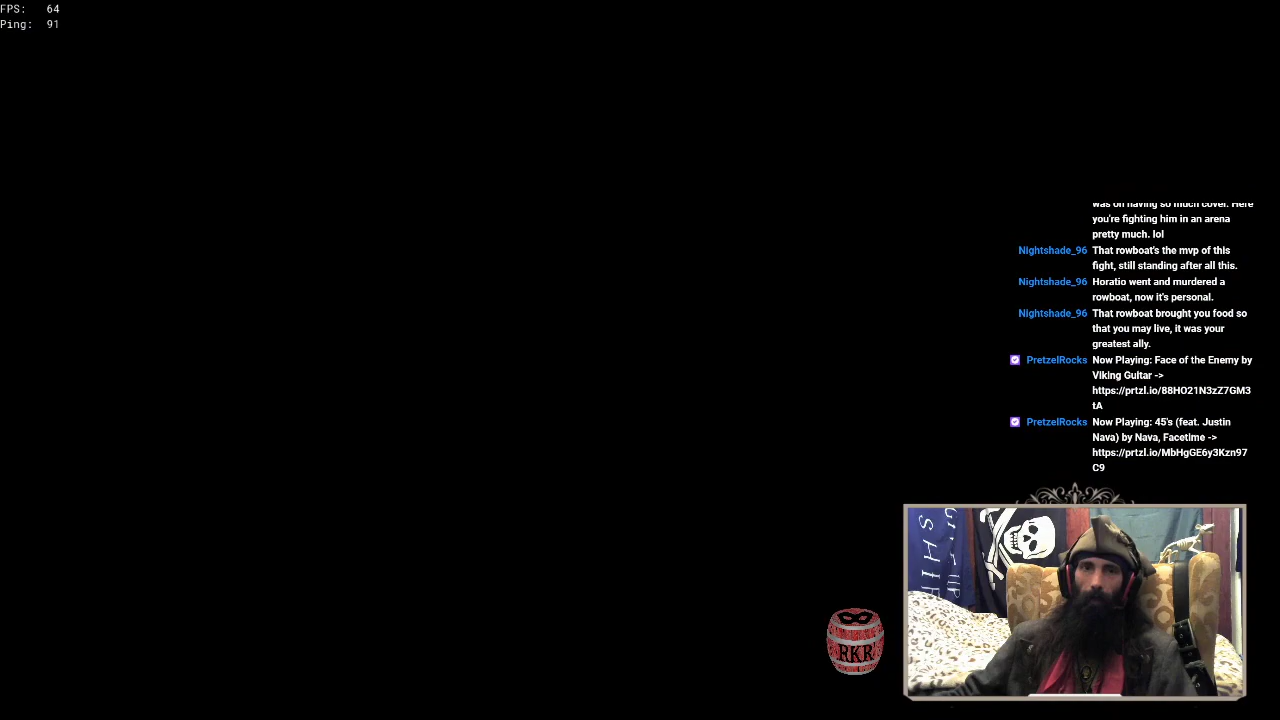 FPS: 64
Ping: 91
was on having so much cover. Here
you're fighting him in an arena
pretty much. lol
Nightshade_96 That rowboat's the mvp of this
fight, still standing after all this.
Nightshade_96 Horatio went and murdered a
rowboat, now it's personal.
Nightshade_96 That rowboat brought you food so
that you may live, it was your
greatest ally.
PretzelRocks Now Playing: Face of the Enemy by
Viking Guitar ->
https://prtzl.io/88HO21N3zZ7GM3
tA
PretzelRocks Now Playing: 45's (feat. Justin
Nava) by Nava, Facetime ->
https://prtzl.io/MbHgGE6y3Kzn97
C9
SHI
UP
RKR